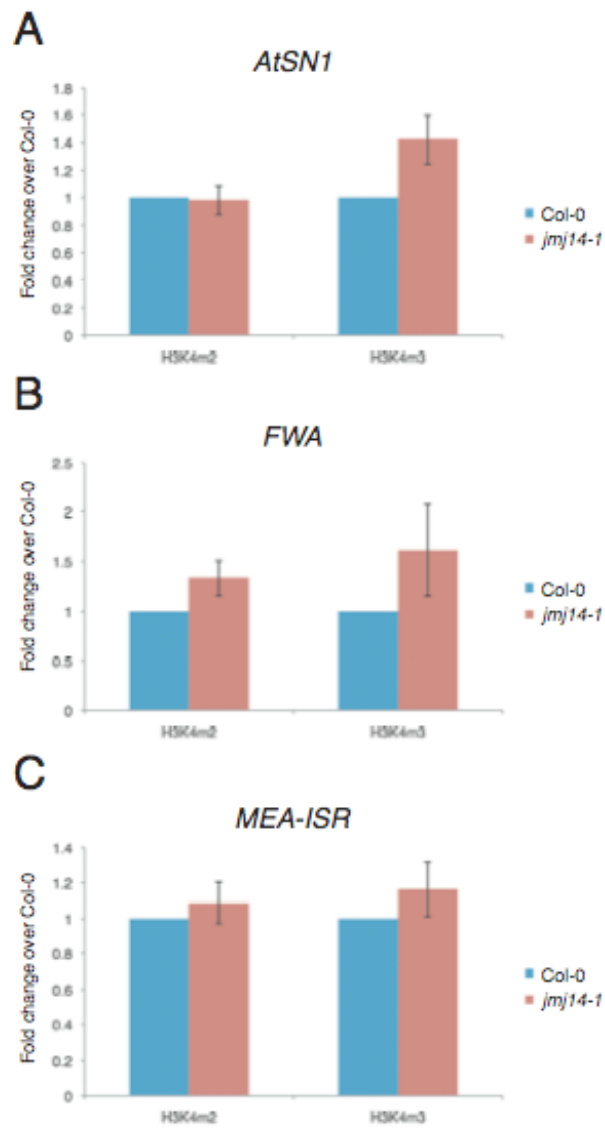 A
AtSN1
Fold change over Col-0
1.8
1.6
1.4
1.2
1
0.8
0.6
0.4
0.2
0
H3K4m2
H3K4m3
Col-0
jmj14-1
B
FWA
Fold change over Col-0
2.5
2
1.5
1
0.5
0
H3K4m2
H3K4m3
Col-0
jmj14-1
C
MEA-ISR
Fold change over Col-0
1.4
1.2
1
0.8
0.6
0.4
0.2
0
H3K4m2
H3K4m3
Col-0
jmj14-1